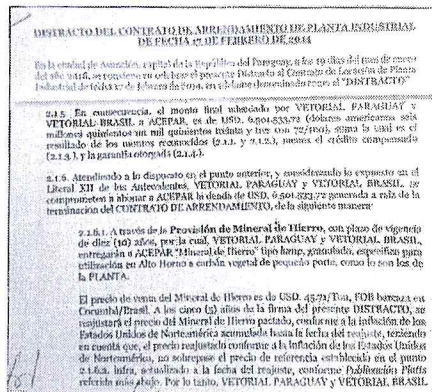 DISTRACTO DEL CONTRATO DE ARRENDAMIENTO DE PLANTA INDUSTRIAL
DE FECHA 17 DE FEBRERO DE 2014
En la ciudad de Asunción, capital de la República del Paraguay, a los 19 días del mes de enero
del año 2018, se conviene en celebrar el presente Distracto al Contrato de Locación de Planta
Industrial de fecha 17 de febrero de 2014, en adelante denominado como el "DISTRACTO"
2.1.5. En consecuencia, el monto final adeudado por VETORIAL PARAGUAY y
VETORIAL BRASIL a ACEPAR, es de USD. 6.501.533,72 (dólares americanos seis
millones quinientos un mil quinientos treinta y tres con 72/100), suma la cual es el
resultado de los montos reconocidos (2.1.1. y 2.1.2.), menos el crédito compensado
(2.1.3.), y la garantía otorgada (2.1.4.).
2.1.6. Atendiendo a lo dispuesto en el punto anterior, y considerando lo expuesto en el
Literal XII de los Antecedentes, VETORIAL PARAGUAY y VETORIAL BRASIL, se
comprometen a abonar a ACEPAR la deuda de USD. 6.501.533,72 generada a raíz de la
terminación del CONTRATO DE ARRENDAMIENTO, de la siguiente manera:
2.1.6.1. A través de la Provisión de Mineral de Hierro, con plazo de vigencia
de diez (10) años, por la cual, VETORIAL PARAGUAY y VETORIAL BRASIL,
entregarán a ACEPAR "Mineral de Hierro" tipo lump, granulado, específico para
utilización en Alto Horno a carbón vegetal de pequeño porte, como lo son los de
la PLANTA.
El precio de venta del Mineral de Hierro es de USD. 45,71/Ton, FOB barcaza en
Corumbá/Brasil. A los cinco (5) años de la firma del presente DISTRACTO, se
reajustará el precio del Mineral de Hierro pactado, conforme a la inflación de los
Estados Unidos de Norteamérica acumulada hasta la fecha del reajuste, teniendo
en cuenta que, el precio reajustado conforme a la inflación de los Estados Unidos
de Norteamérica, no sobrepase el precio de referencia establecido en el punto
2.1.6.2. infra, actualizado a la fecha del reajuste, conforme Publicación Platts
referida más abajo. Por lo tanto, VETORIAL PARAGUAY y VETORIAL BRASIL